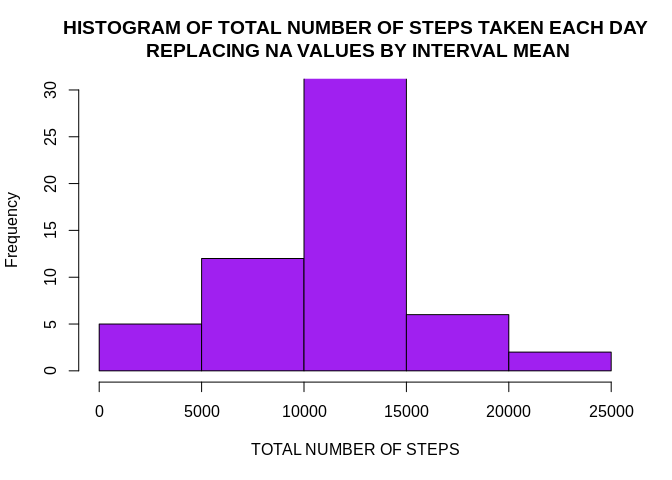 HISTOGRAM OF TOTAL NUMBER OF STEPS TAKEN EACH DAY
REPLACING NA VALUES BY INTERVAL MEAN
30
25
20
15
10
5
0
Frequency
0 5000 10000 15000 20000 25000
TOTAL NUMBER OF STEPS